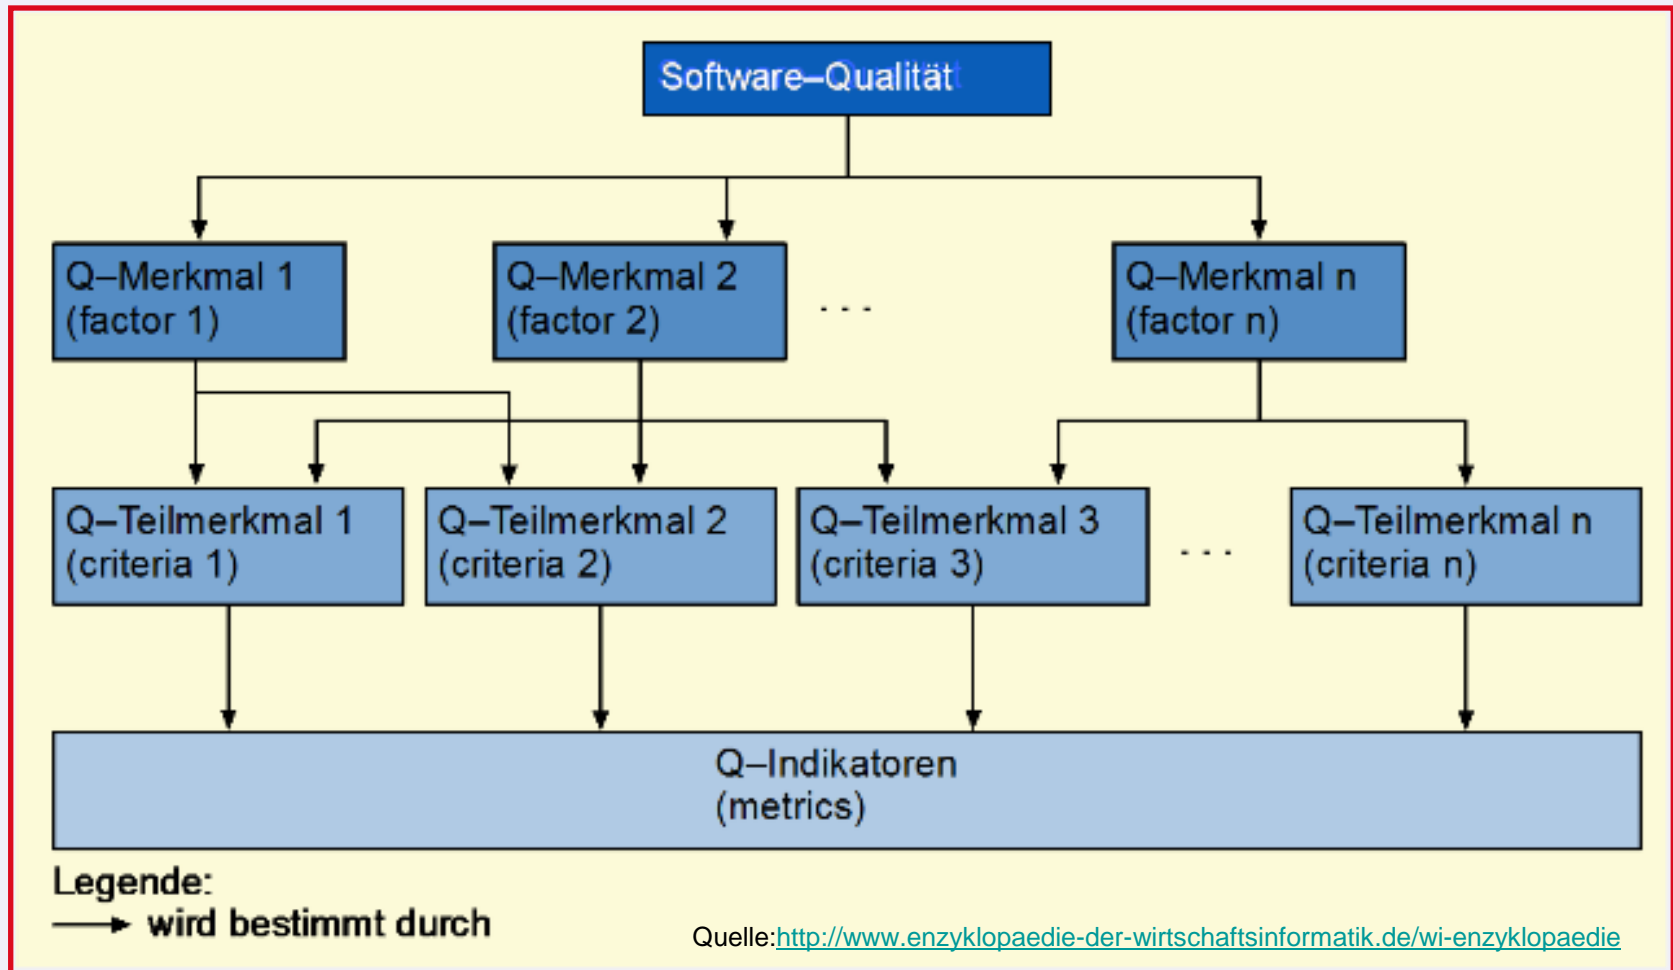 Software–Qualität
Q–Merkmal 1
(factor 1)
Q–Merkmal 2
(factor 2)
. . .
Q–Merkmal n
(factor n)
Q–Teilmerkmal 1
(criteria 1)
Q–Teilmerkmal 2
(criteria 2)
Q–Teilmerkmal 3
(criteria 3)
. . .
Q–Teilmerkmal n
(criteria n)
Q–Indikatoren
(metrics)
Legende:
wird bestimmt durch
Quelle:http://www.enzyklopaedie-der-wirtschaftsinformatik.de/wi-enzyklopaedie